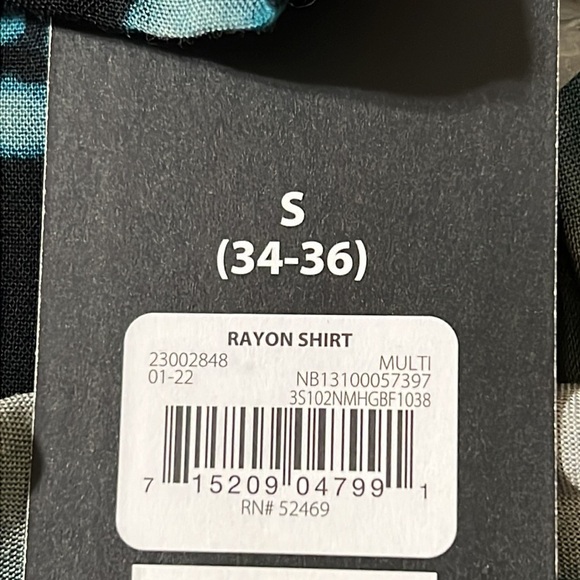 S
(34-36)
RAYON SHIRT
23002848 MULTI
01-22 NB13100057397
3S102NMHGBF1038
7 15209 04799 1
RN# 52469